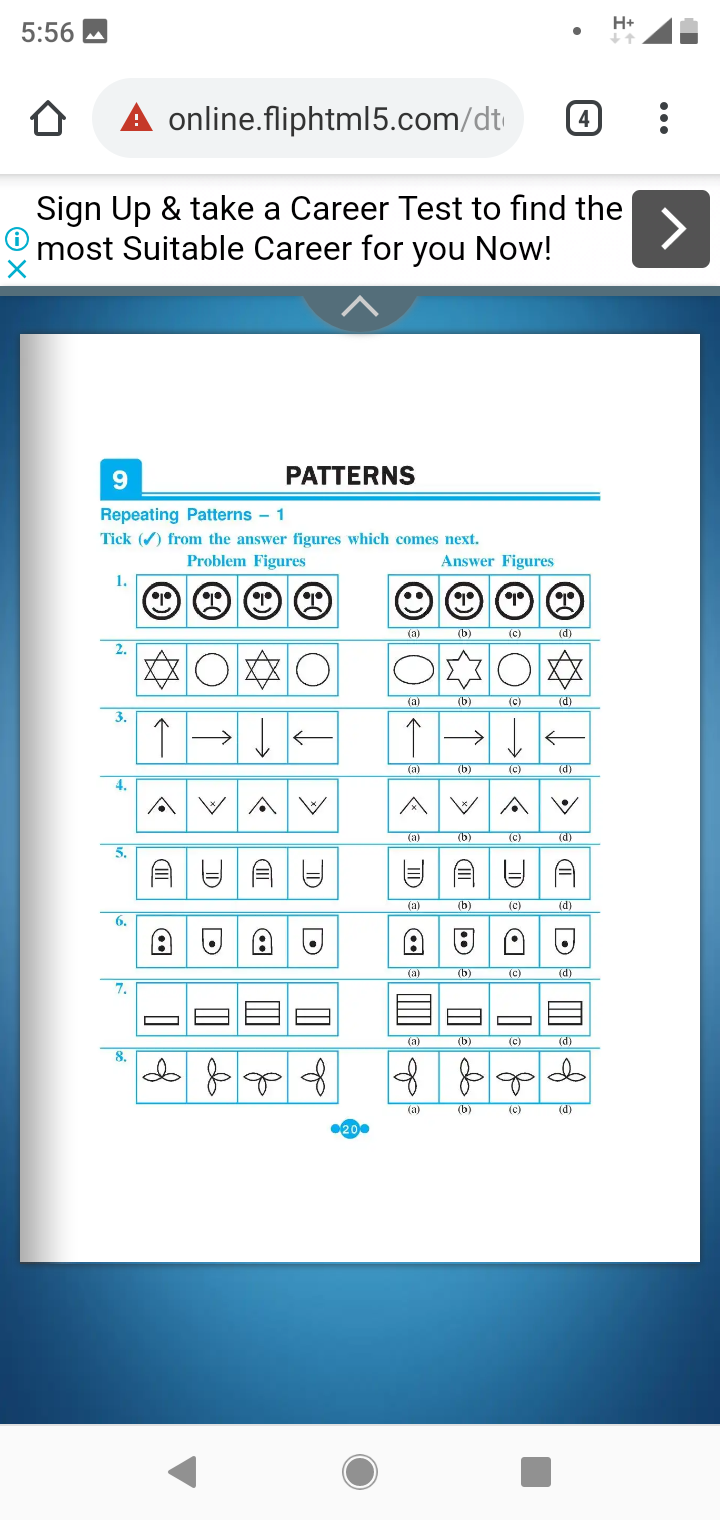 5:56
H+
online.fliphtml5.com/dt
4
Sign Up & take a Career Test to find the
most Suitable Career for you Now!
9
PATTERNS
Repeating Patterns – 1
Tick (✓) from the answer figures which comes next.
Problem Figures Answer Figures
1.
(a) (b) (c) (d)
2.
(a) (b) (c) (d)
3.
(a) (b) (c) (d)
4.
(a) (b) (c) (d)
5.
(a) (b) (c) (d)
6.
(a) (b) (c) (d)
7.
(a) (b) (c) (d)
8.
(a) (b) (c) (d)
20